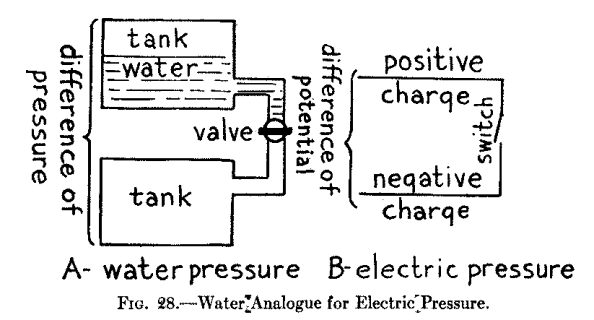 tank
water
difference of
pressure
valve
tank
difference of
potential
positive
charge
switch
negative
charge
A- water pressure
B- electric pressure
FIG. 28.—Water Analogue for Electric Pressure.